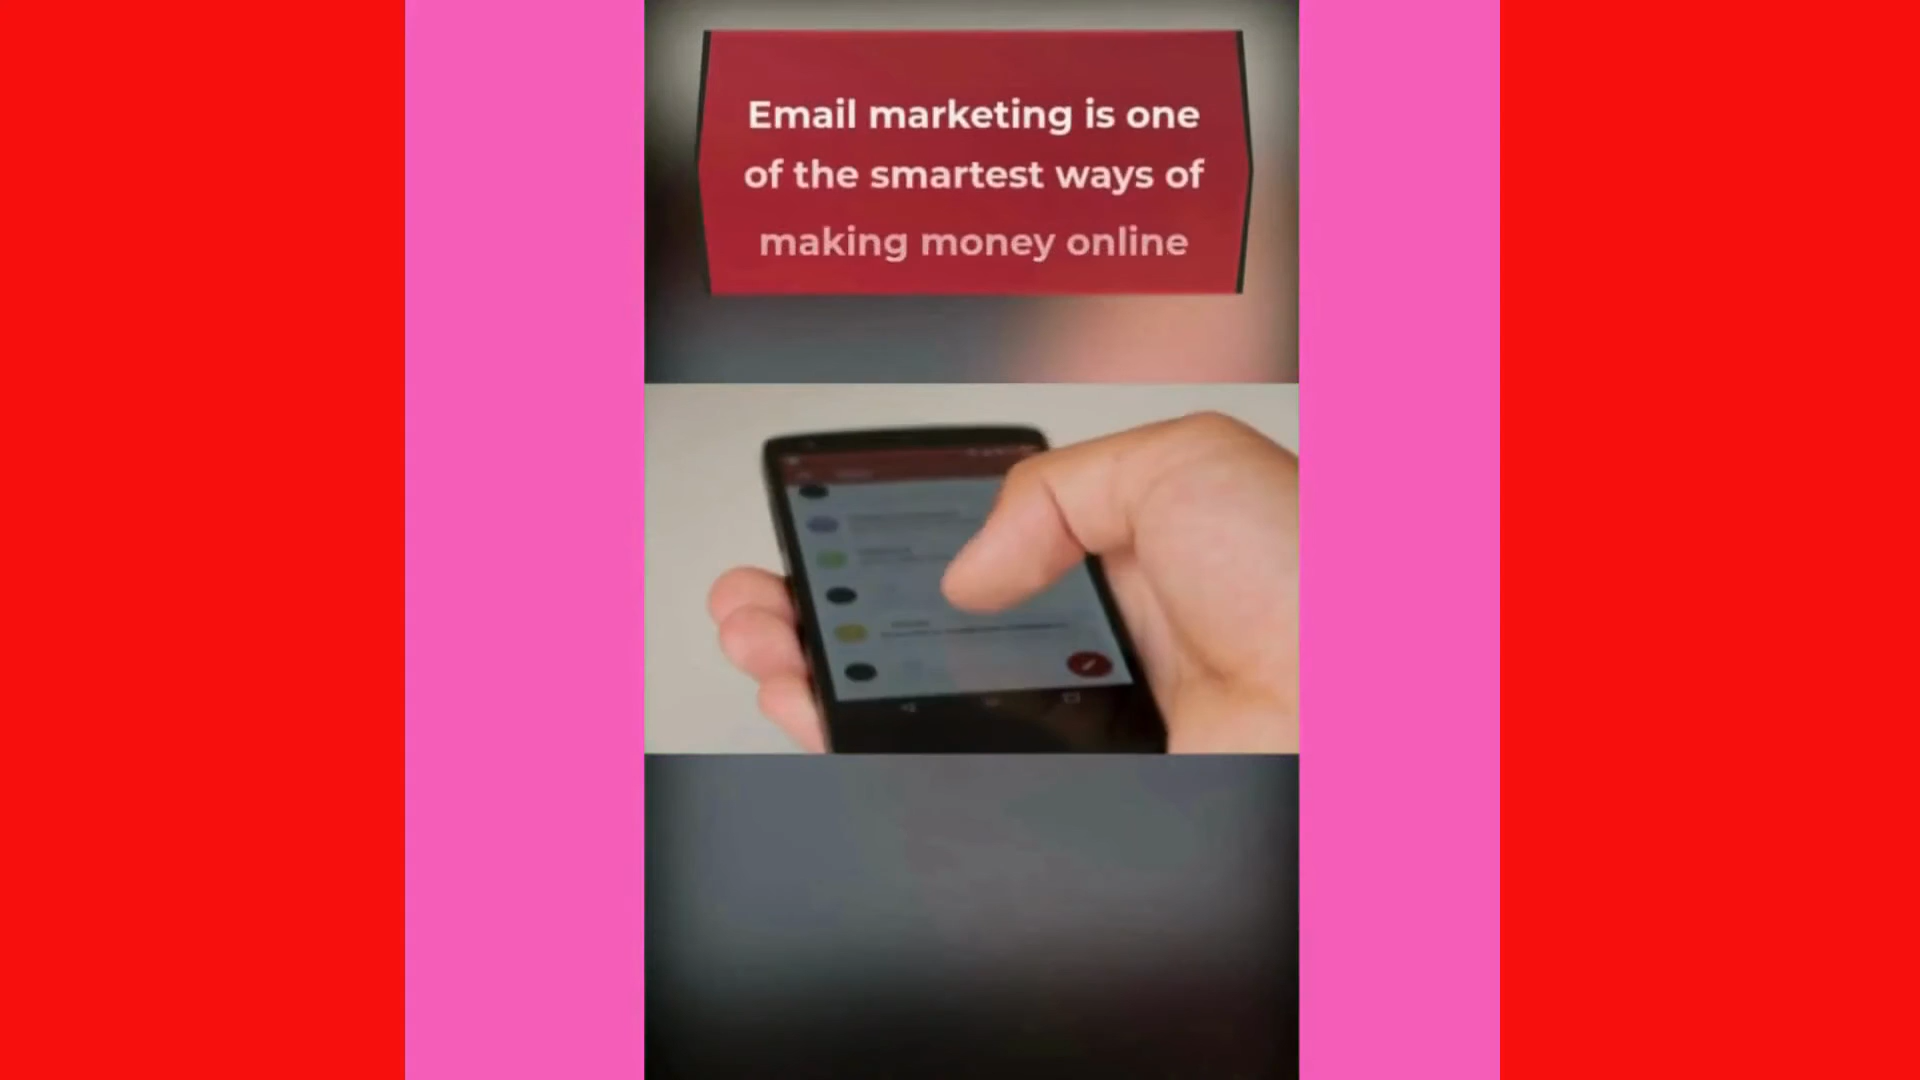 Email marketing is one
of the smartest ways of
making money online